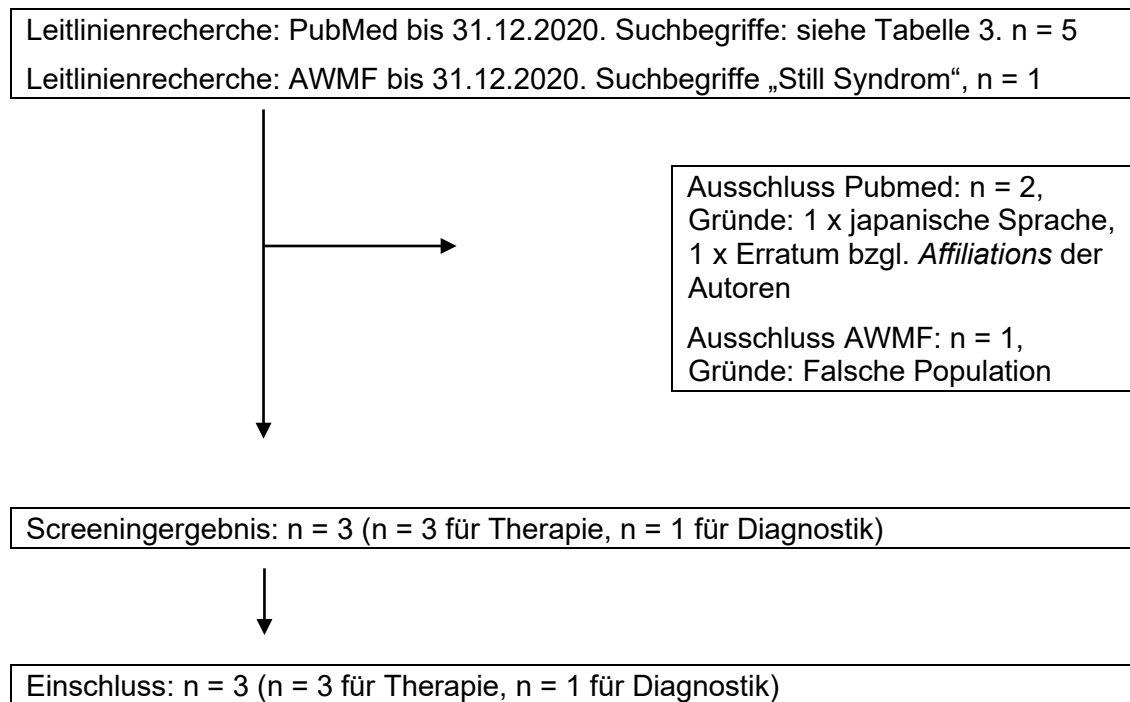 Leitlinienrecherche: PubMed bis 31.12.2020. Suchbegriffe: siehe Tabelle 3. n = 5
Leitlinienrecherche: AWMF bis 31.12.2020. Suchbegriffe „Still Syndrom“, n = 1
Ausschluss Pubmed: n = 2,
Gründe: 1 x japanische Sprache,
1 x Erratum bzgl. Affiliations der
Autoren
Ausschluss AWMF: n = 1,
Gründe: Falsche Population
Screeningergebnis: n = 3 (n = 3 für Therapie, n = 1 für Diagnostik)
Einschluss: n = 3 (n = 3 für Therapie, n = 1 für Diagnostik)